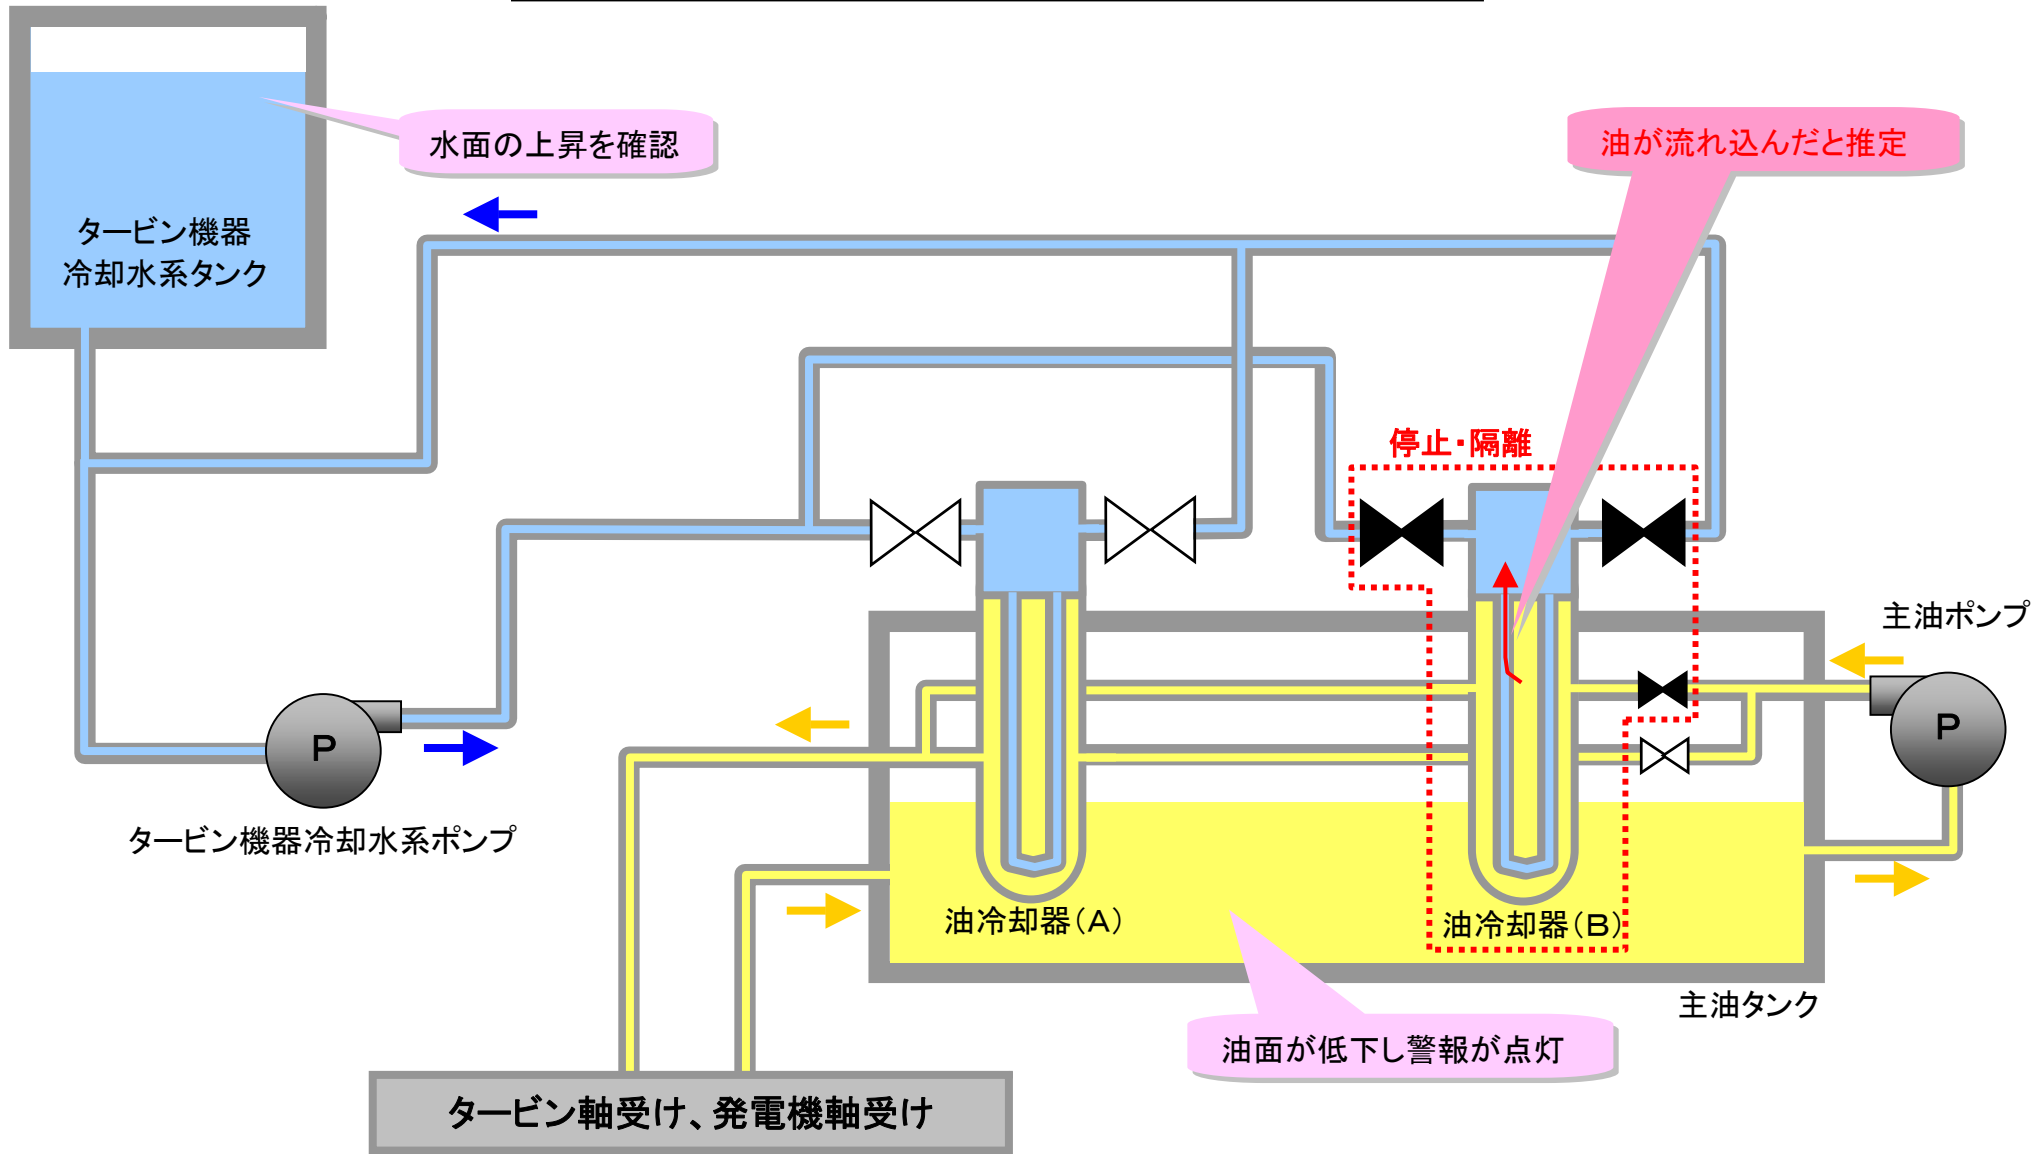 水面の上昇を確認
油が流れ込んだと推定
タービン機器
冷却水系タンク
停止・隔離
主油ポンプ
P
P
タービン機器冷却水系ポンプ
油冷却器(A)
油冷却器(B)
主油タンク
油面が低下し警報が点灯
タービン軸受け、発電機軸受け